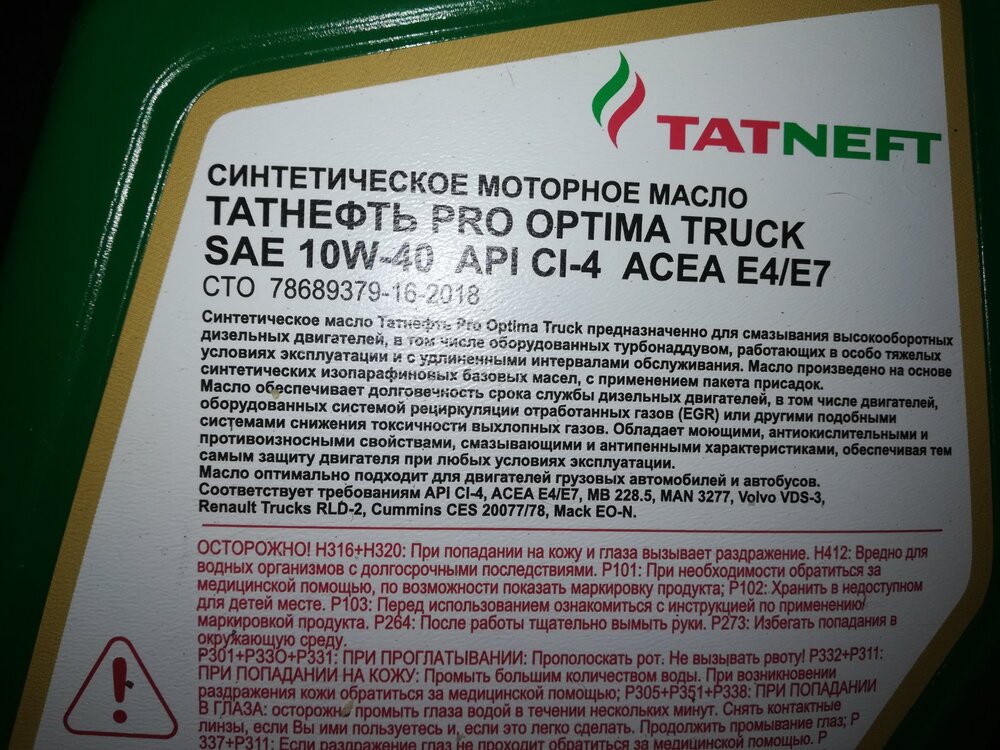 TATNEFT
СИНТЕТИЧЕСКОЕ МОТОРНОЕ МАСЛО
ТАТНЕФТЬ PRO OPTIMA TRUCK
SAE 10W-40 API CI-4 ACEA E4/E7
СТО 78689379-16-2018
Синтетическое масло Татнефть Pro Optima Truck предназначенно для смазывания высокооборотных
дизельных двигателей, в том числе оборудованных турбонаддувом, работающих в особо тяжелых
условиях эксплуатации и с удлиненными интервалами обслуживания. Масло произведено на основе
синтетических изопарафиновых базовых масел, с применением пакета присадок.
Масло обеспечивает долговечность срока службы дизельных двигателей, в том числе двигателей,
оборудованных системой рециркуляции отработанных газов (EGR) или другими подобными
системами снижения токсичности выхлопных газов. Обладает моющими, антиокислительными и
противоизносными свойствами, смазывающими и антипенными характеристиками, обеспечивая тем
самым защиту двигателя при любых условиях эксплуатации.
Масло оптимально подходит для двигателей грузовых автомобилей и автобусов.
Соответствует требованиям API CI-4, ACEA E4/E7, MB 228.5, MAN 3277, Volvo VDS-3,
Renault Trucks RLD-2, Cummins CES 20077/78, Mack EO-N.
ОСТОРОЖНО! H316+H320: При попадании на кожу и глаза вызывает раздражение. H412: Вредно для
водных организмов с долгосрочными последствиями. P101: При необходимости обратиться за
медицинской помощью, по возможности показать маркировку продукта; P102: Хранить в недоступном
для детей месте. P103: Перед использованием ознакомиться с инструкцией по применению/
маркировкой продукта. P264: После работы тщательно вымыть руки. P273: Избегать попадания в
окружающую среду.
P301+P33O+P331: ПРИ ПРОГЛАТЫВАНИИ: Прополоскать рот. Не вызывать рвоту! P332+P311:
ПРИ ПОПАДАНИИ НА КОЖУ: Промыть большим количеством воды. При возникновении
раздражения кожи обратиться за медицинской помощью; P305+P351+P338: ПРИ ПОПАДАНИИ
В ГЛАЗА: осторожно промыть глаза водой в течении нескольких минут. Снять контактные
линзы, если Вы ими пользуетесь и, если это легко сделать. Продолжить промывание глаз; P
337+P311: Если раздражение глаз не проходит обратиться за медицинской помощью. P